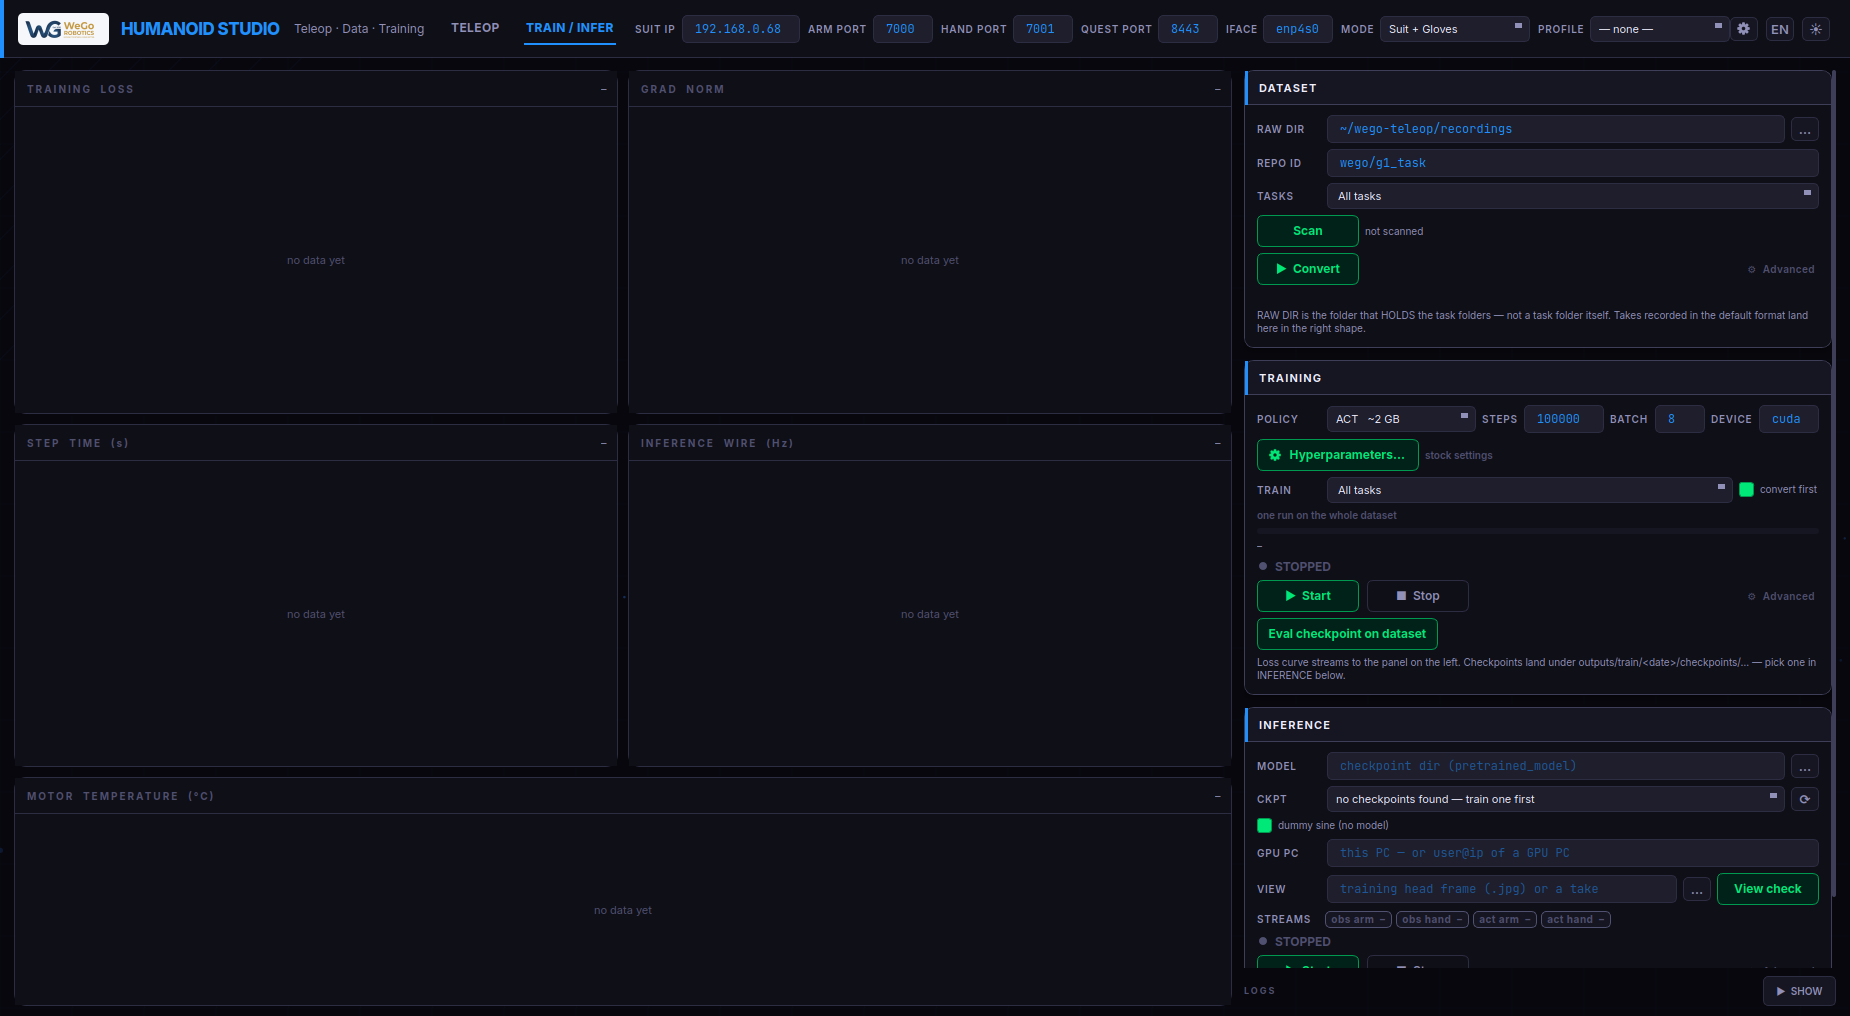 WG WeGo ROBOTICS HUMANOID STUDIO Teleop · Data · Training TELEOP TRAIN / INFER SUIT IP 192.168.0.68 ARM PORT 7000 HAND PORT 7001 QUEST PORT 8443 IFACE enp4s0 MODE Suit + Gloves PROFILE — none — EN
TRAINING LOSS –
no data yet
GRAD NORM –
no data yet
STEP TIME (s) –
no data yet
INFERENCE WIRE (Hz) –
no data yet
MOTOR TEMPERATURE (°C) –
no data yet
DATASET
RAW DIR ~/wego-teleop/recordings ...
REPO ID wego/g1_task
TASKS All tasks
Scan not scanned
▶ Convert ⚙ Advanced
RAW DIR is the folder that HOLDS the task folders — not a task folder itself. Takes recorded in the default format land
here in the right shape.
TRAINING
POLICY ACT ~2 GB STEPS 100000 BATCH 8 DEVICE cuda
⚙ Hyperparameters... stock settings
TRAIN All tasks convert first
one run on the whole dataset
–
● STOPPED
▶ Start ■ Stop ⚙ Advanced
Eval checkpoint on dataset
Loss curve streams to the panel on the left. Checkpoints land under outputs/train/<date>/checkpoints/... — pick one in
INFERENCE below.
INFERENCE
MODEL checkpoint dir (pretrained_model) ...
CKPT no checkpoints found — train one first ⟳
dummy sine (no model)
GPU PC this PC — or user@ip of a GPU PC
VIEW training head frame (.jpg) or a take ... View check
STREAMS obs arm – obs hand – act arm – act hand –
● STOPPED
LOGS ▶ SHOW